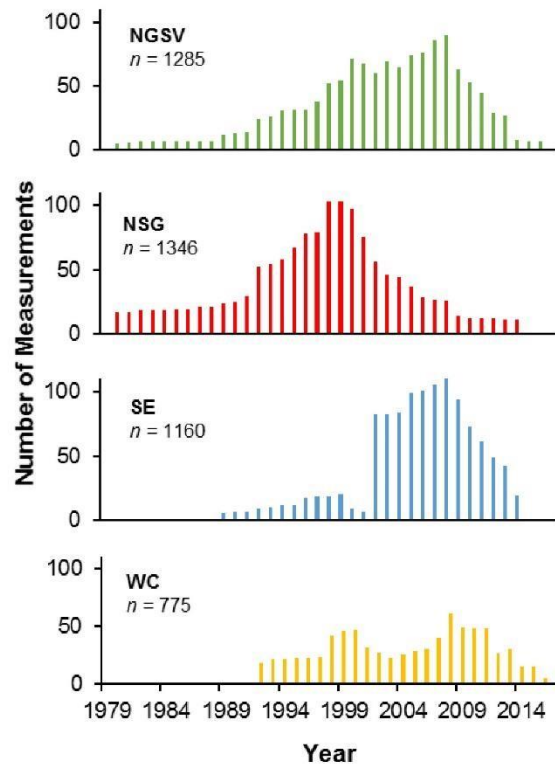 Number of Measurements
NGSV
n = 1285
100
50
0
NSG
n = 1346
100
50
0
SE
n = 1160
100
50
0
WC
n = 775
100
50
0
1979 1984 1989 1994 1999 2004 2009 2014
Year